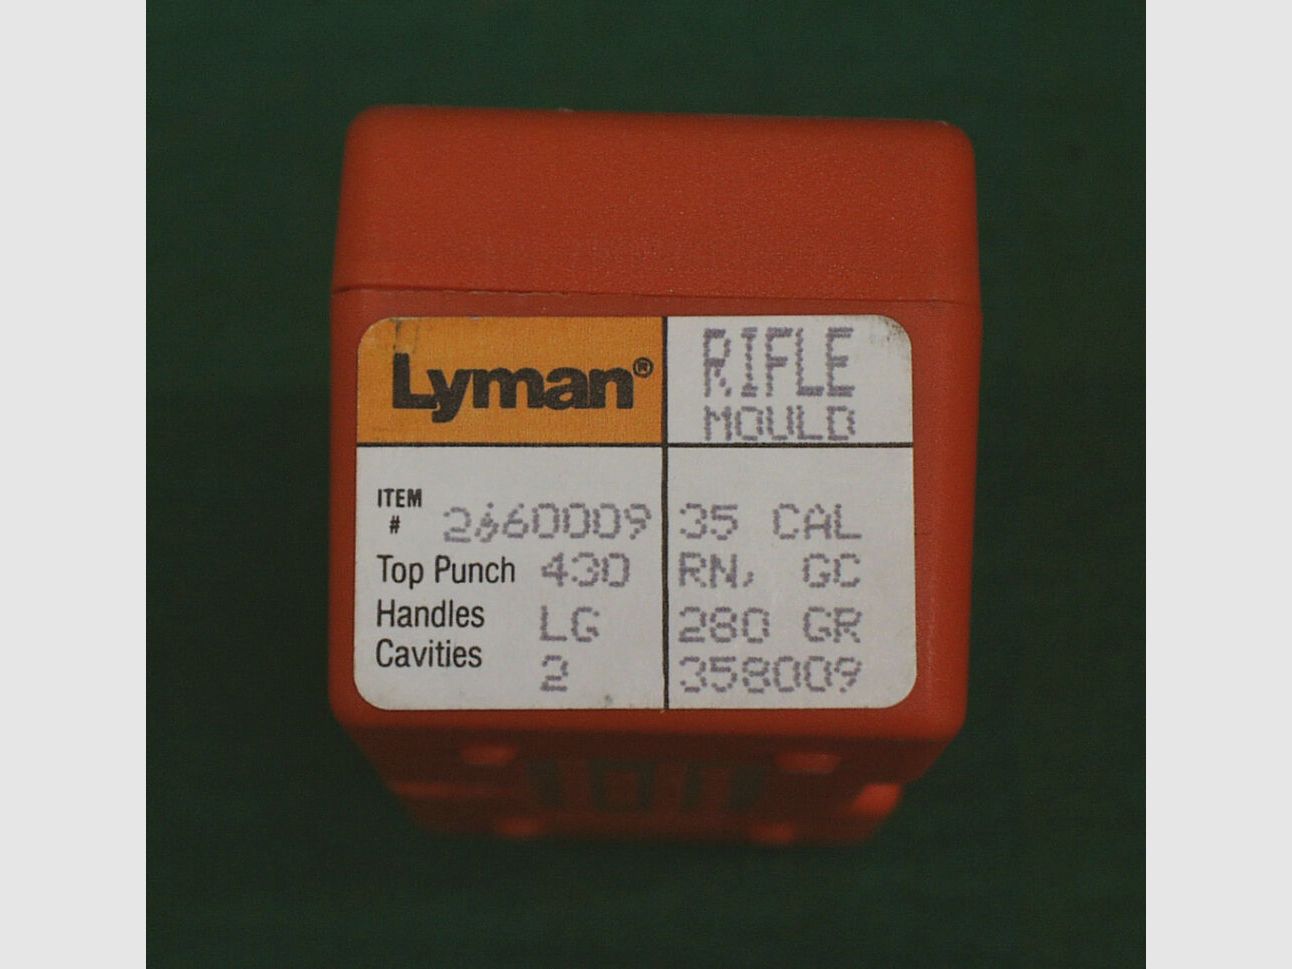 Lyman®
RIFLE
MOULD
ITEM
# 2660009
Top Punch 430
Handles LG
Cavities 2
35 CAL
RN, GC
280 GR
358009